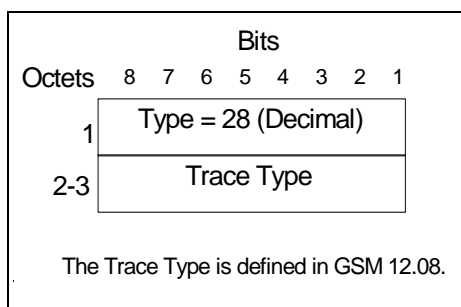 Bits
Octets 8 7 6 5 4 3 2 1
1 Type = 28 (Decimal)
2-3 Trace Type
The Trace Type is defined in GSM 12.08.